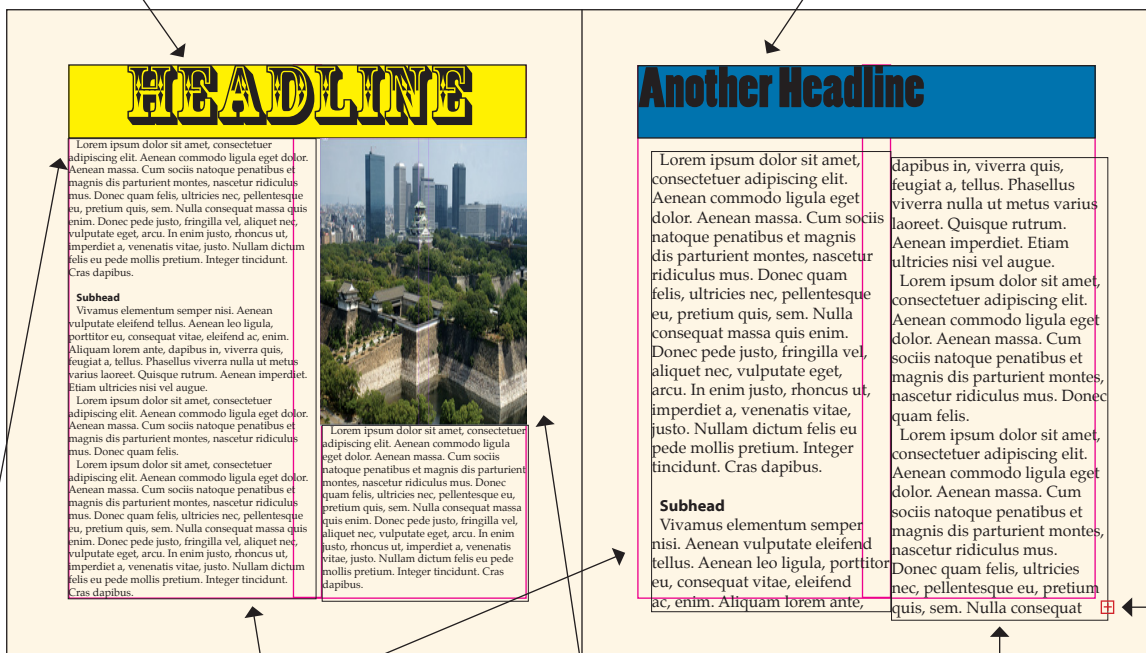 HEADLINE
Lorem ipsum dolor sit amet, consectetuer
adipiscing elit. Aenean commodo ligula eget dolor.
Aenean massa. Cum sociis natoque penatibus et
magnis dis parturient montes, nascetur ridiculus
mus. Donec quam felis, ultricies nec, pellentesque
eu, pretium quis, sem. Nulla consequat massa quis
enim. Donec pede justo, fringilla vel, aliquet nec,
vulputate eget, arcu. In enim justo, rhoncus ut,
imperdiet a, venenatis vitae, justo. Nullam dictum
felis eu pede mollis pretium. Integer tincidunt.
Cras dapibus.
Subhead
Vivamus elementum semper nisi. Aenean
vulputate eleifend tellus. Aenean leo ligula,
porttitor eu, consequat vitae, eleifend ac, enim.
Aliquam lorem ante, dapibus in, viverra quis,
feugiat a, tellus. Phasellus viverra nulla ut metus
varius laoreet. Quisque rutrum. Aenean imperdiet.
Etiam ultricies nisi vel augue.
Lorem ipsum dolor sit amet, consectetuer
adipiscing elit. Aenean commodo ligula eget dolor.
Aenean massa. Cum sociis natoque penatibus et
magnis dis parturient montes, nascetur ridiculus
mus. Donec quam felis.
Lorem ipsum dolor sit amet, consectetuer
adipiscing elit. Aenean commodo ligula eget dolor.
Aenean massa. Cum sociis natoque penatibus et
magnis dis parturient montes, nascetur ridiculus
mus. Donec quam felis, ultricies nec, pellentesque
eu, pretium quis, sem. Nulla consequat massa quis
enim. Donec pede justo, fringilla vel, aliquet nec,
vulputate eget, arcu. In enim justo, rhoncus ut,
imperdiet a, venenatis vitae, justo. Nullam dictum
felis eu pede mollis pretium. Integer tincidunt.
Cras dapibus.
Lorem ipsum dolor sit amet, consectetuer
adipiscing elit. Aenean commodo ligula
eget dolor. Aenean massa. Cum sociis
natoque penatibus et magnis dis parturient
montes, nascetur ridiculus mus. Donec
quam felis, ultricies nec, pellentesque eu,
pretium quis, sem. Nulla consequat massa
quis enim. Donec pede justo, fringilla vel,
aliquet nec, vulputate eget, arcu. In enim
justo, rhoncus ut, imperdiet a, venenatis
vitae, justo. Nullam dictum felis eu pede
mollis pretium. Integer tincidunt. Cras
dapibus.
Another Headline
Lorem ipsum dolor sit amet,
consectetuer adipiscing elit.
Aenean commodo ligula eget
dolor. Aenean massa. Cum sociis
natoque penatibus et magnis
dis parturient montes, nascetur
ridiculus mus. Donec quam
felis, ultricies nec, pellentesque
eu, pretium quis, sem. Nulla
consequat massa quis enim.
Donec pede justo, fringilla vel,
aliquet nec, vulputate eget,
arcu. In enim justo, rhoncus ut,
imperdiet a, venenatis vitae,
justo. Nullam dictum felis eu
pede mollis pretium. Integer
tincidunt. Cras dapibus.
Subhead
Vivamus elementum semper
nisi. Aenean vulputate eleifend
tellus. Aenean leo ligula, porttitor
eu, consequat vitae, eleifend
ac, enim. Aliquam lorem ante,
dapibus in, viverra quis,
feugiat a, tellus. Phasellus
viverra nulla ut metus varius
laoreet. Quisque rutrum.
Aenean imperdiet. Etiam
ultricies nisi vel augue.
Lorem ipsum dolor sit amet,
consectetuer adipiscing elit.
Aenean commodo ligula eget
dolor. Aenean massa. Cum
sociis natoque penatibus et
magnis dis parturient montes,
nascetur ridiculus mus. Donec
quam felis.
Lorem ipsum dolor sit amet,
consectetuer adipiscing elit.
Aenean commodo ligula eget
dolor. Aenean massa. Cum
sociis natoque penatibus et
magnis dis parturient montes,
nascetur ridiculus mus.
Donec quam felis, ultricies
nec, pellentesque eu, pretium
quis, sem. Nulla consequat